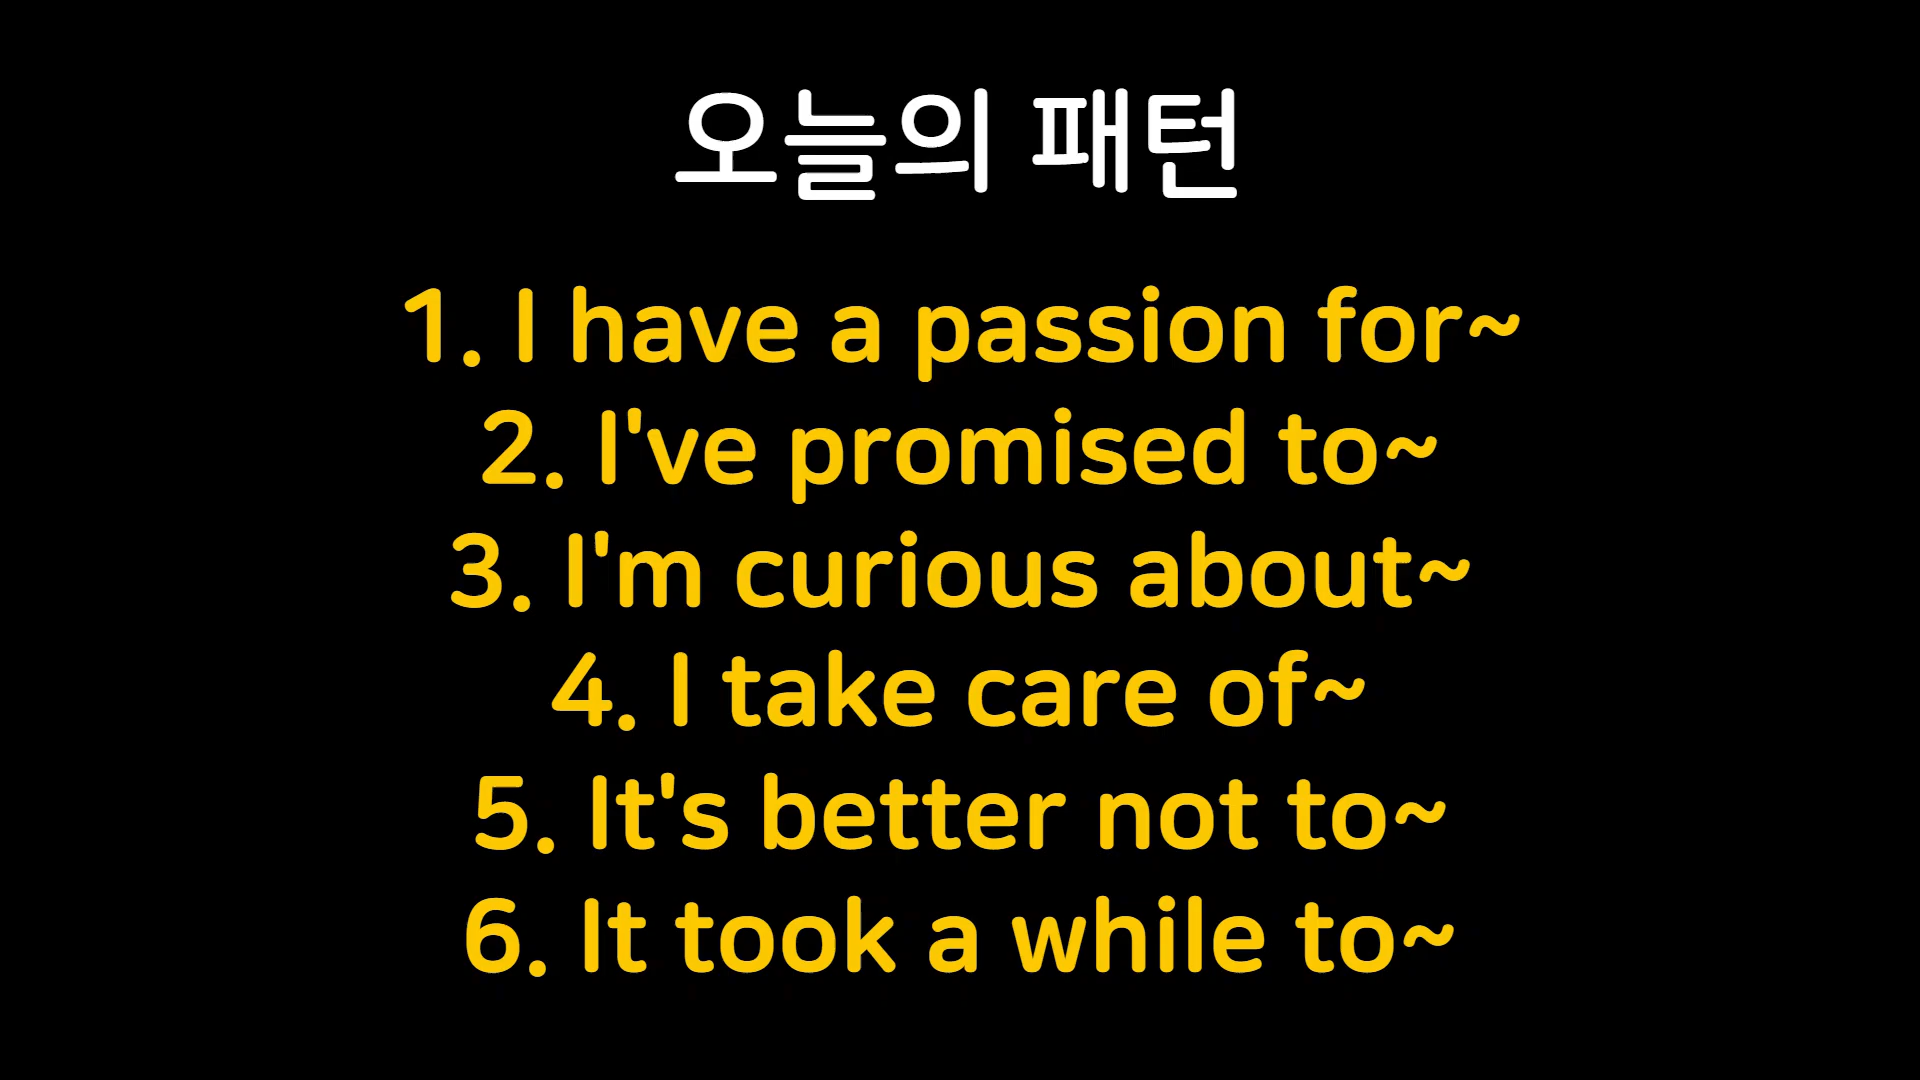 오늘의 패턴
1. I have a passion for~
2. I've promised to~
3. I'm curious about~
4. I take care of~
5. It's better not to~
6. It took a while to~